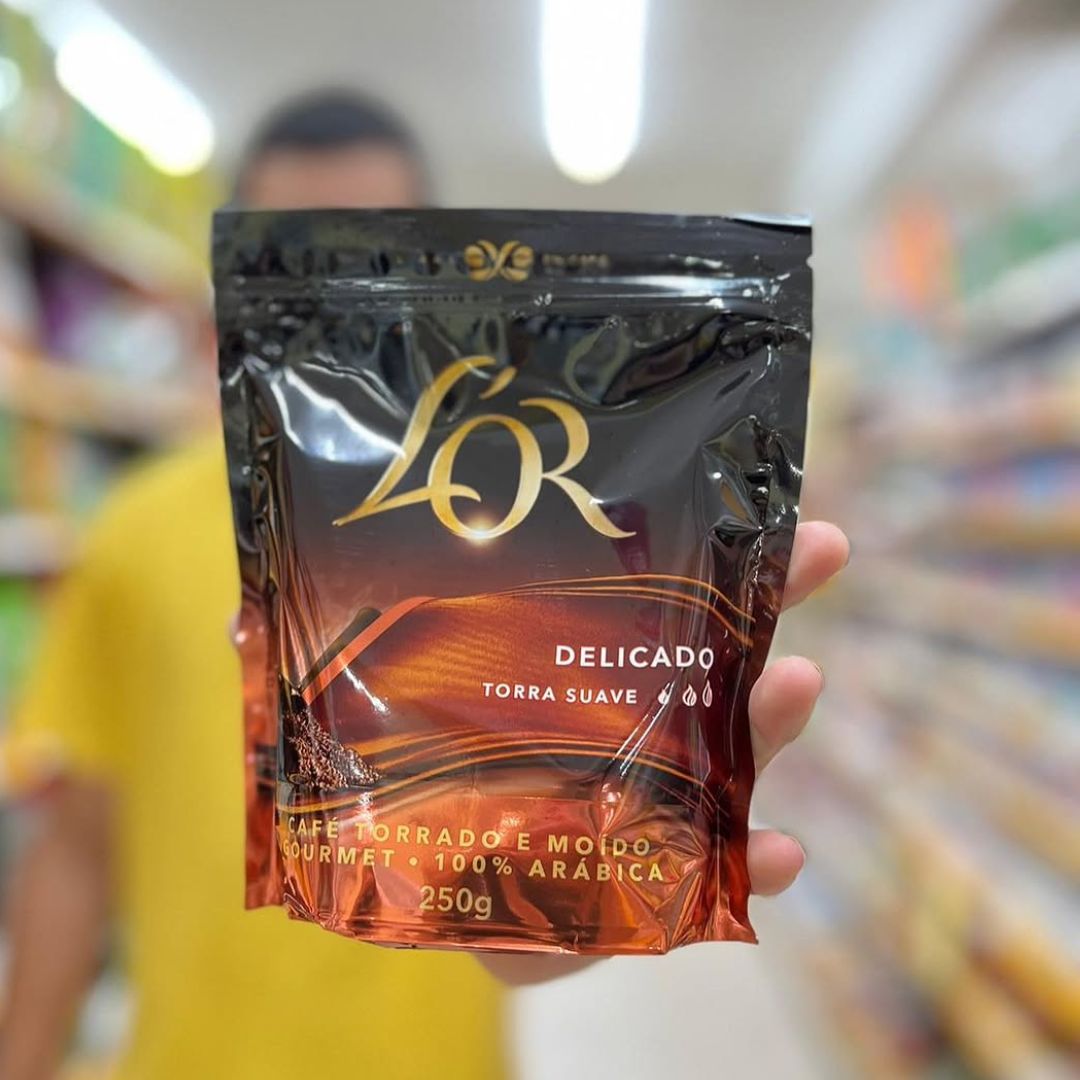 L'OR
DELICADO
TORRA SUAVE
CAFÉ TORRADO E MOÍDO
GOURMET • 100% ARÁBICA
250g